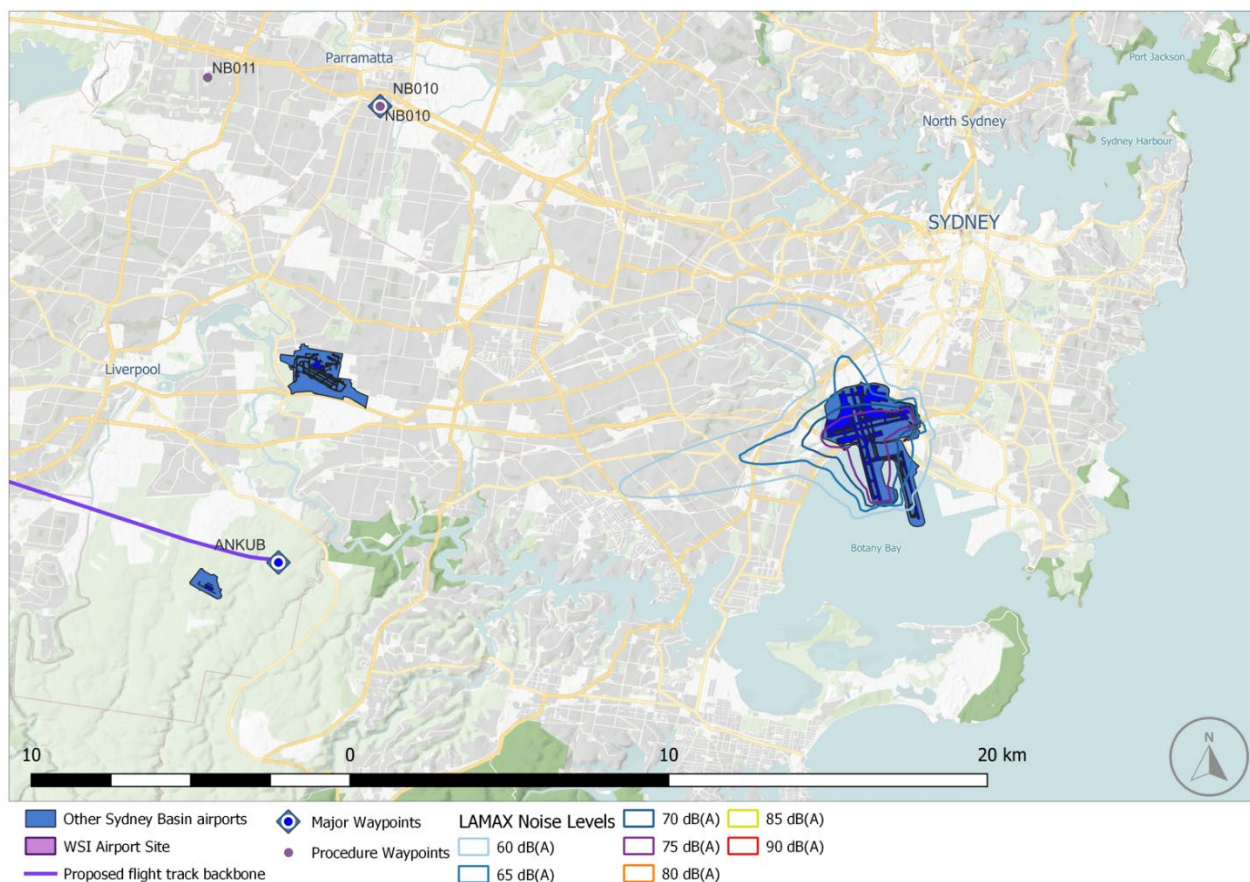 Port Jackson
Parramatta
NB011
NB010
NB010
North Sydney
Sydney Harbour
SYDNEY
Liverpool
ANKUB
Botany Bay
10 0 10 20 km
N
Other Sydney Basin airports
WSI Airport Site
Proposed flight track backbone
Major Waypoints
Procedure Waypoints
LAMAX Noise Levels
60 dB(A)
65 dB(A)
70 dB(A)
75 dB(A)
80 dB(A)
85 dB(A)
90 dB(A)